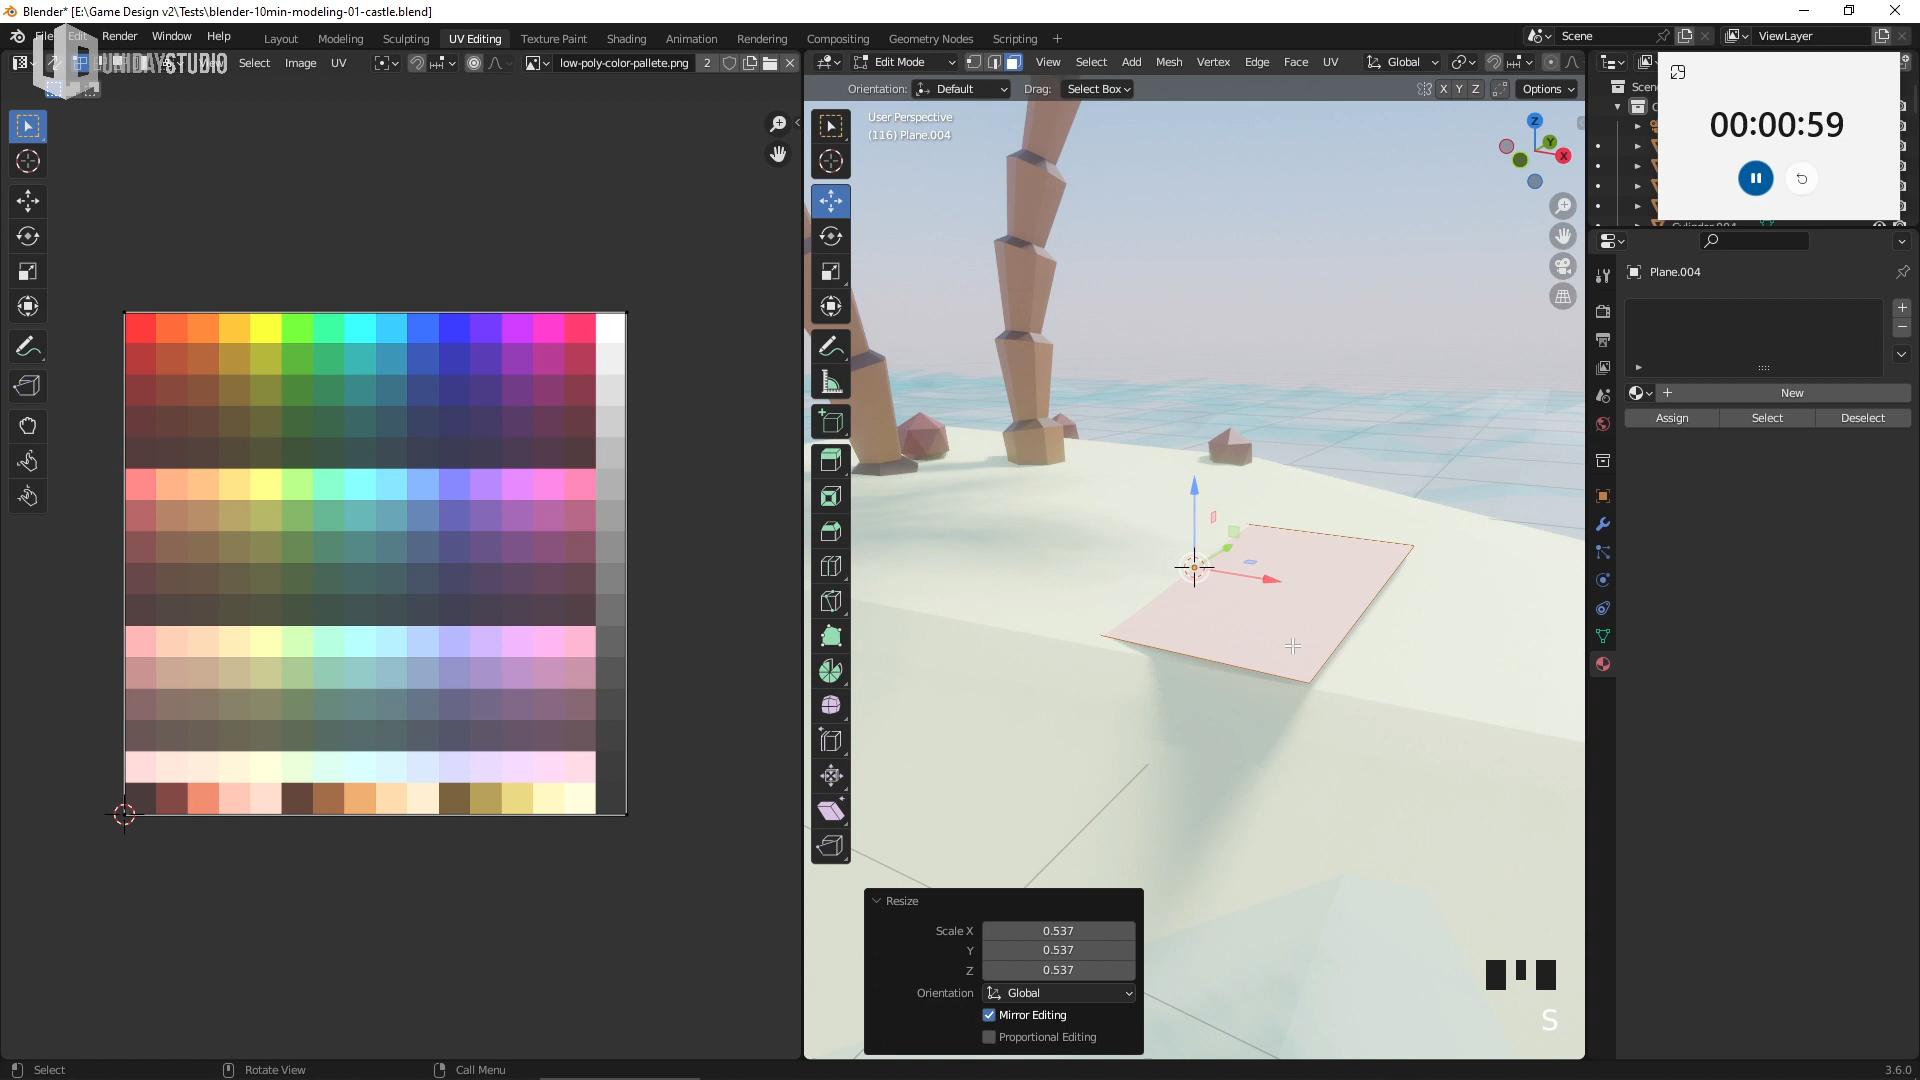 Blender* [E:\Game Design v2\Tests\blender-10min-modeling-01-castle.blend]
File Edit Render Window Help
Layout Modeling Sculpting UV Editing Texture Paint Shading Animation Rendering Compositing Geometry Nodes Scripting
Scene
ViewLayer
UNIDAYSTUDIO
Select Image UV
low-poly-color-pallete.png 2
Edit Mode
View Select Add Mesh Vertex Edge Face UV
Global
Orientation: Default Drag: Select Box
X Y Z
Options
User Perspective
(116) Plane.004
Z
Y
X
00:00:59
Plane.004
New
Assign Select Deselect
Resize
Scale X 0.537
Y 0.537
Z 0.537
Orientation Global
Mirror Editing
Proportional Editing
S
Select
Rotate View
Call Menu
3.6.0